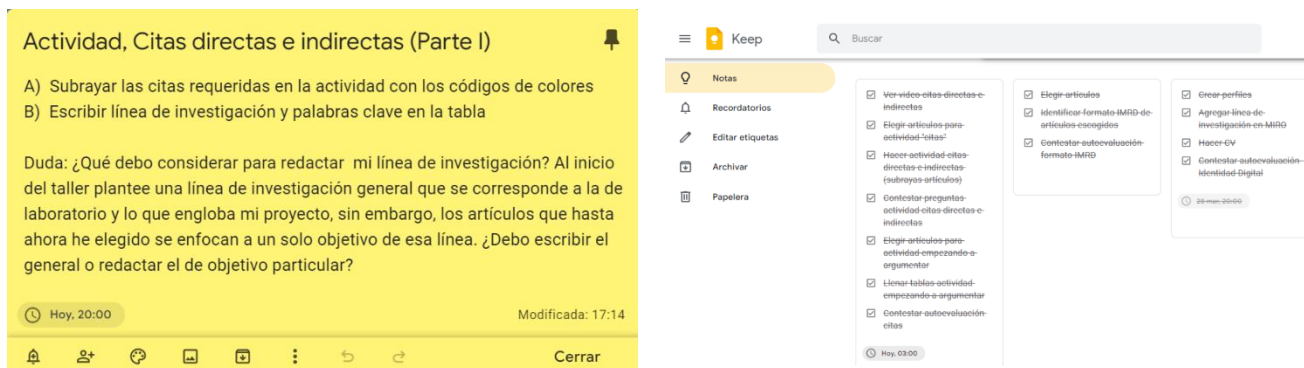 Actividad, Citas directas e indirectas (Parte I)
A) Subrayar las citas requeridas en la actividad con los códigos de colores
B) Escribir línea de investigación y palabras clave en la tabla
Duda: ¿Qué debo considerar para redactar mi línea de investigación? Al inicio
del taller plantee una línea de investigación general que se corresponde a la de
laboratorio y lo que engloba mi proyecto, sin embargo, los artículos que hasta
ahora he elegido se enfocan a un solo objetivo de esa línea. ¿Debo escribir el
general o redactar el de objetivo particular?
Hoy, 20:00
Modificada: 17:14
Cerrar
Keep
Buscar
Notas
Recordatorios
Editar etiquetas
Archivar
Papelera
Ver video citas directas e
indirectas
Elegir artículos para
actividad "citas"
Hacer actividad citas
directas e indirectas
(subrayas artículos)
Contestar preguntas
actividad citas directas e
indirectas
Elegir artículos para
actividad empezando a
argumentar
Llenar tablas actividad
empezando a argumentar
Contestar autoevaluación
citas
Hoy, 03:00
Elegir artículos
Identificar formato IMRD de
artículos escogidos
Contestar autoevaluación
formato IMRD
Crear perfiles
Agregar línea de
investigación en MIRO
Hacer CV
Contestar autoevaluación
Identidad Digital
28 mar, 20:00